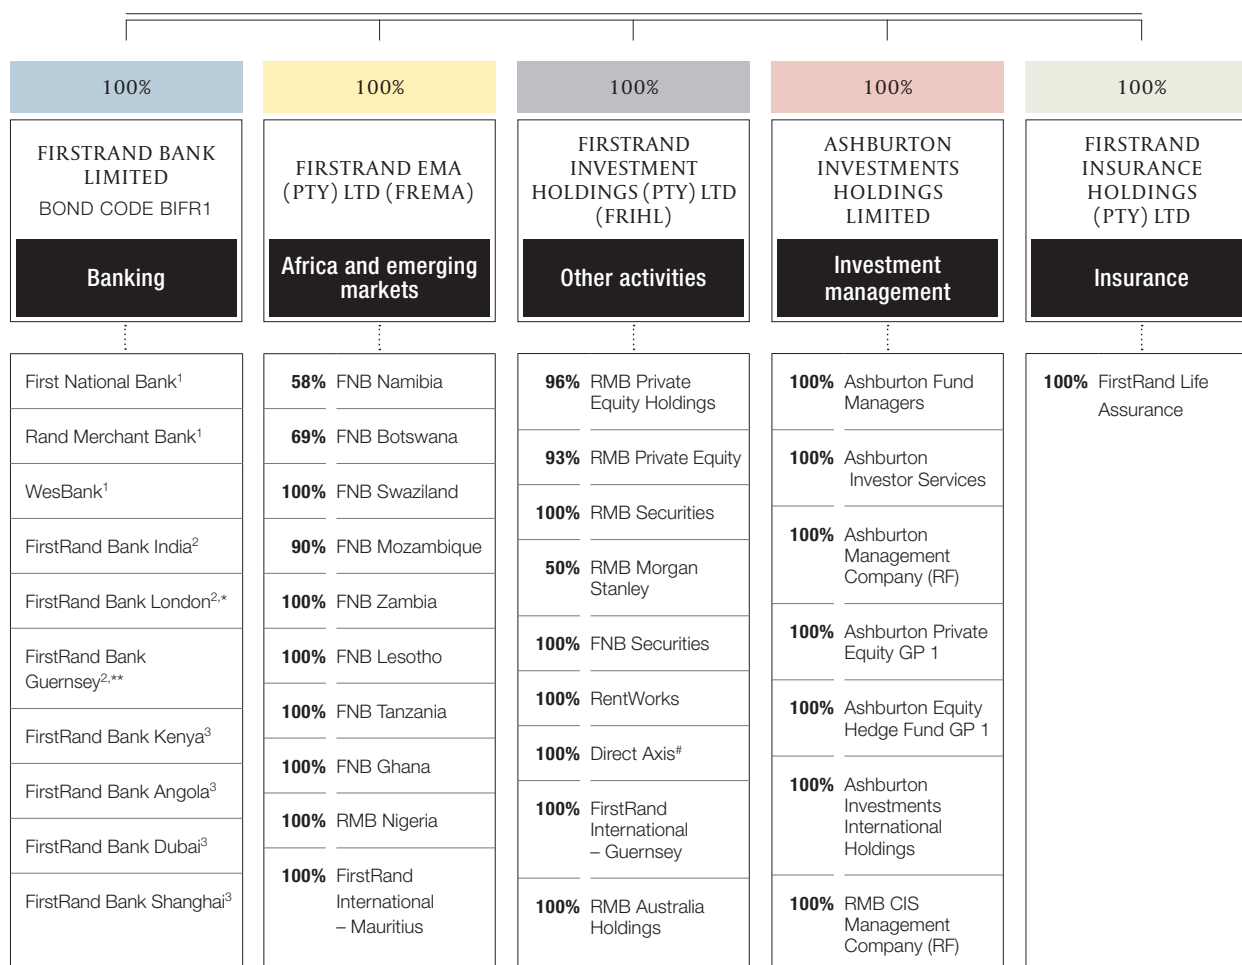 100%
FIRSTRAND BANK
LIMITED
BOND CODE BIFR1
Banking
First National Bank¹
Rand Merchant Bank¹
WesBank¹
FirstRand Bank India²
FirstRand Bank London²,*
FirstRand Bank
Guernsey²,**
FirstRand Bank Kenya³
FirstRand Bank Angola³
FirstRand Bank Dubai³
FirstRand Bank Shanghai³
100%
FIRSTRAND EMA
(PTY) LTD (FREMA)
Africa and emerging
markets
58% FNB Namibia
69% FNB Botswana
100% FNB Swaziland
90% FNB Mozambique
100% FNB Zambia
100% FNB Lesotho
100% FNB Tanzania
100% FNB Ghana
100% RMB Nigeria
100% FirstRand
International
– Mauritius
100%
FIRSTRAND
INVESTMENT
HOLDINGS (PTY) LTD
(FRIHL)
Other activities
96% RMB Private
Equity Holdings
93% RMB Private Equity
100% RMB Securities
50% RMB Morgan
Stanley
100% FNB Securities
100% RentWorks
100% Direct Axis#
100% FirstRand
International
– Guernsey
100% RMB Australia
Holdings
100%
ASHBURTON
INVESTMENTS
HOLDINGS
LIMITED
Investment
management
100% Ashburton Fund
Managers
100% Ashburton
Investor Services
100% Ashburton
Management
Company (RF)
100% Ashburton Private
Equity GP 1
100% Ashburton Equity
Hedge Fund GP 1
100% Ashburton
Investments
International
Holdings
100% RMB CIS
Management
Company (RF)
100%
FIRSTRAND
INSURANCE
HOLDINGS
(PTY) LTD
Insurance
100% FirstRand Life
Assurance